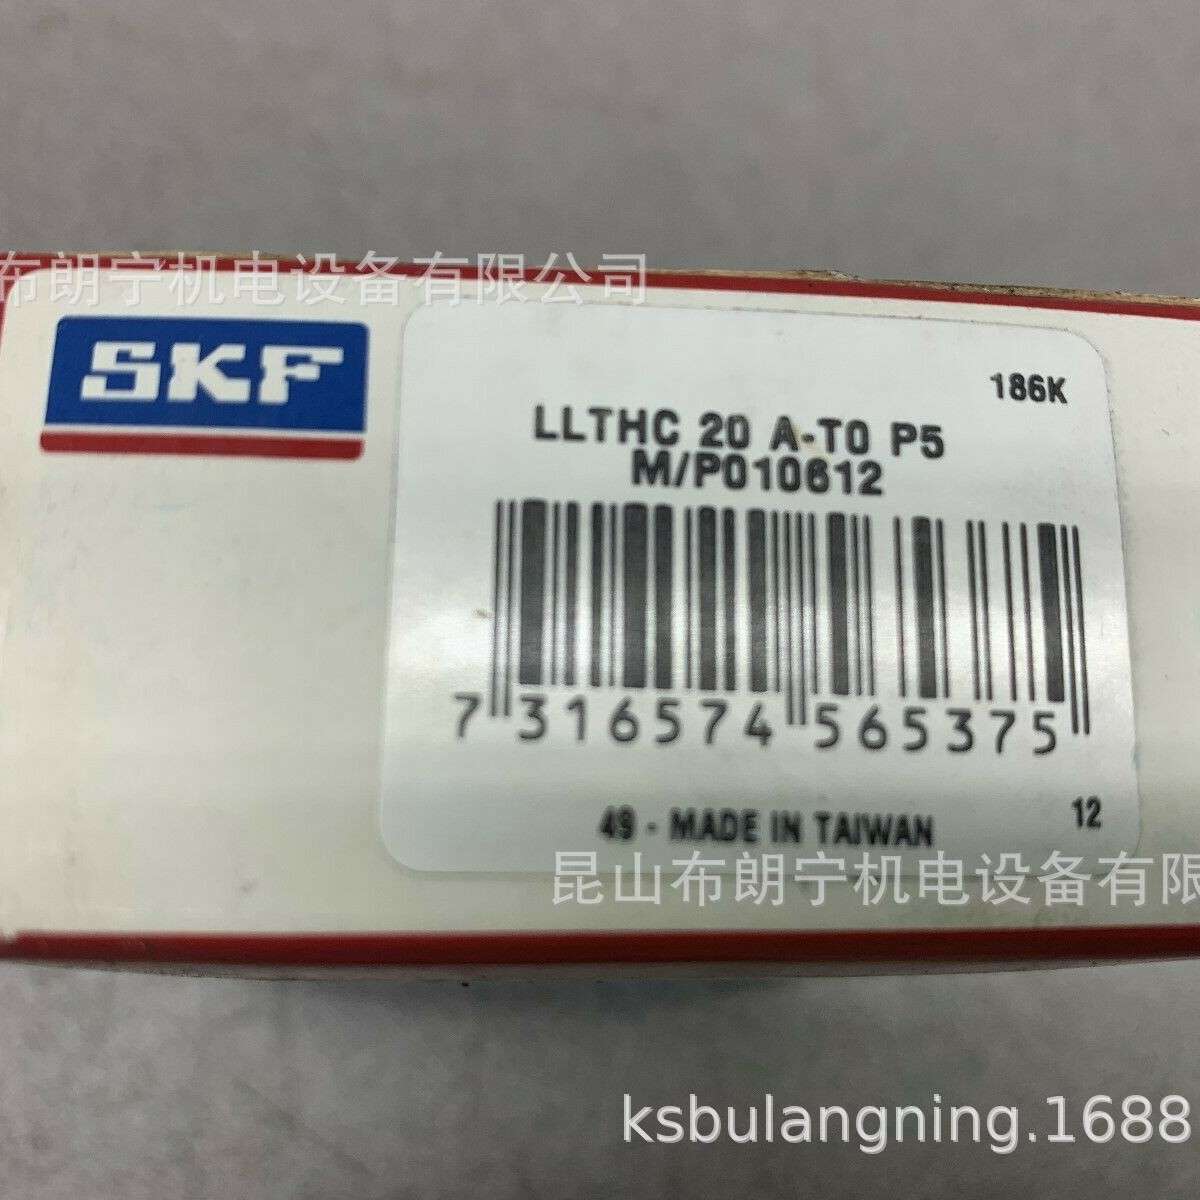 布朗宁机电设备有限公司
SKF
186K
LLTHC 20 A-T0 P5
M/P010612
7 316574 565375
49 - MADE IN TAIWAN
12
昆山布朗宁机电设备有限
ksbulangning.1688